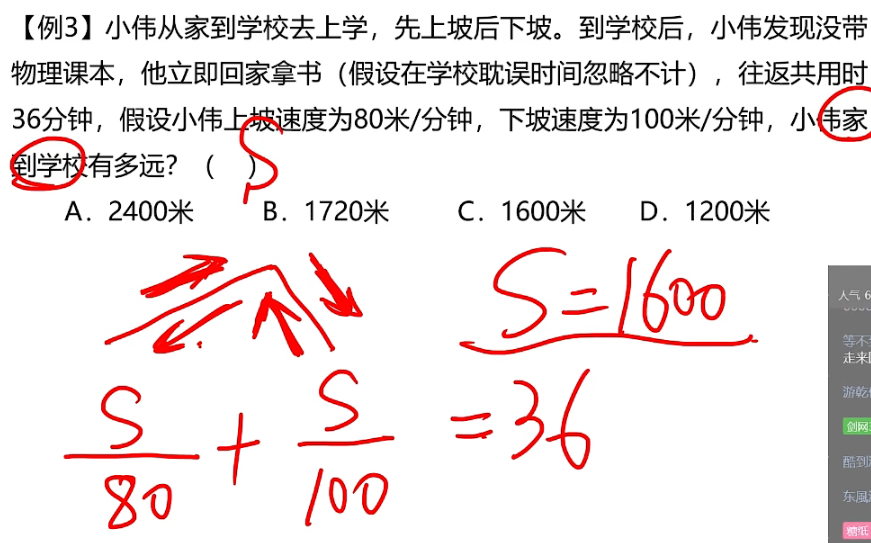 【例3】小伟从家到学校去上学，先上坡后下坡。到学校后，小伟发现没带
物理课本，他立即回家拿书（假设在学校耽误时间忽略不计），往返共用时
36分钟，假设小伟上坡速度为80米/分钟，下坡速度为100米/分钟，小伟家
到学校有多远？（ ）
S
A．2400米 B．1720米 C．1600米 D．1200米
S=1600
S/80 + S/100 =36
人气 6
等不
走来
游乾
剑网
酷到
东風
糖纸